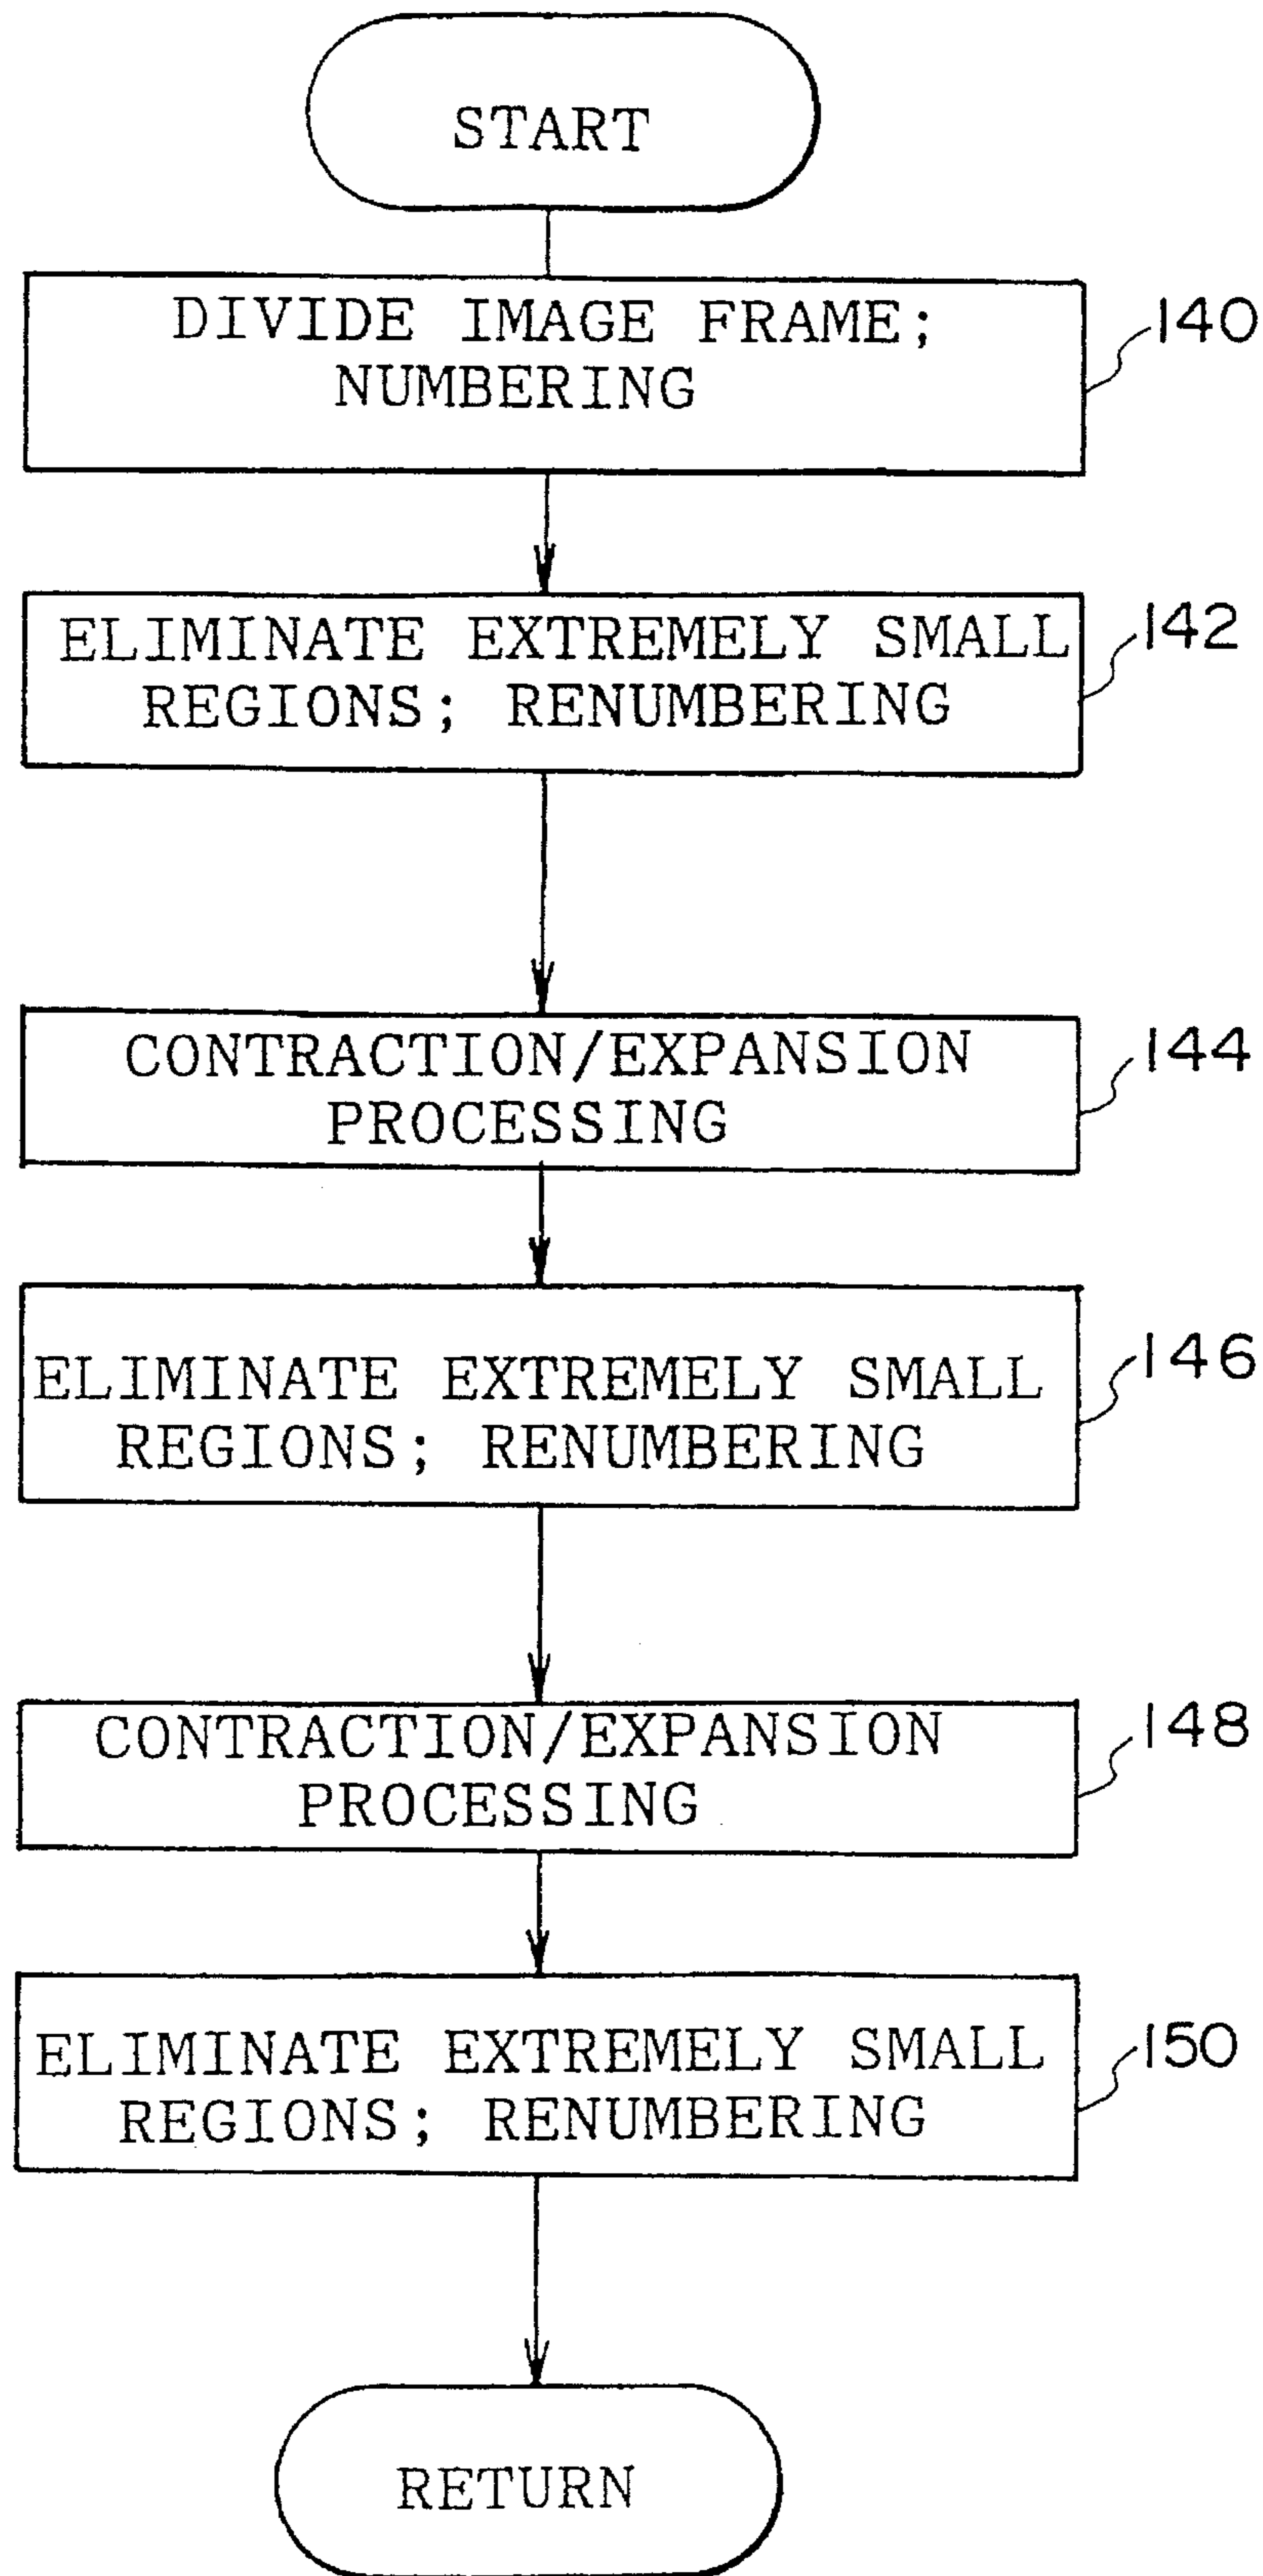 START
DIVIDE IMAGE FRAME;
NUMBERING
140
ELIMINATE EXTREMELY SMALL
REGIONS; RENUMBERING
142
CONTRACTION/EXPANSION
PROCESSING
144
ELIMINATE EXTREMELY SMALL
REGIONS; RENUMBERING
146
CONTRACTION/EXPANSION
PROCESSING
148
ELIMINATE EXTREMELY SMALL
REGIONS; RENUMBERING
150
RETURN